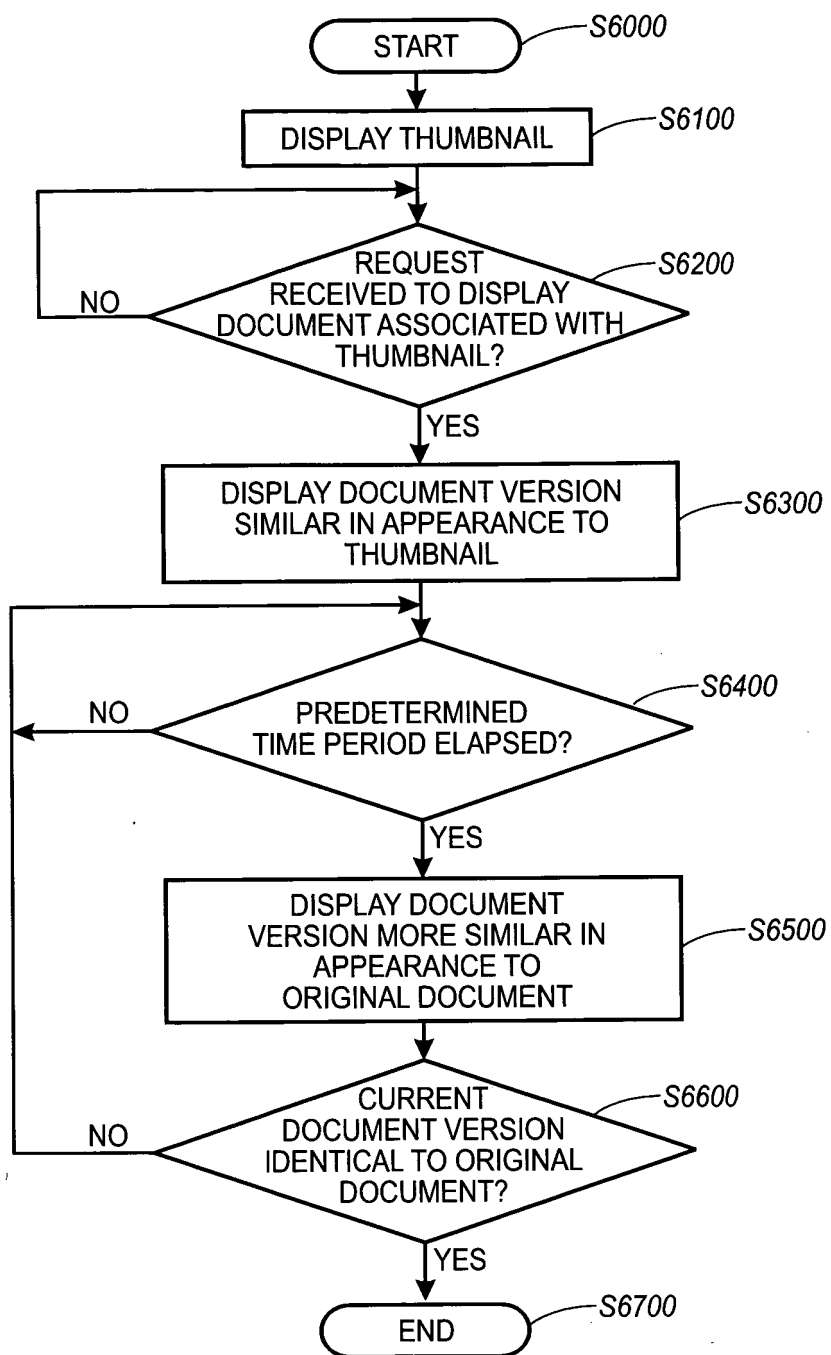 START
S6000
DISPLAY THUMBNAIL
S6100
REQUEST
RECEIVED TO DISPLAY
DOCUMENT ASSOCIATED WITH
THUMBNAIL?
S6200
NO
YES
DISPLAY DOCUMENT VERSION
SIMILAR IN APPEARANCE TO
THUMBNAIL
S6300
PREDETERMINED
TIME PERIOD ELAPSED?
S6400
NO
YES
DISPLAY DOCUMENT
VERSION MORE SIMILAR IN
APPEARANCE TO
ORIGINAL DOCUMENT
S6500
CURRENT
DOCUMENT VERSION
IDENTICAL TO ORIGINAL
DOCUMENT?
S6600
NO
YES
END
S6700